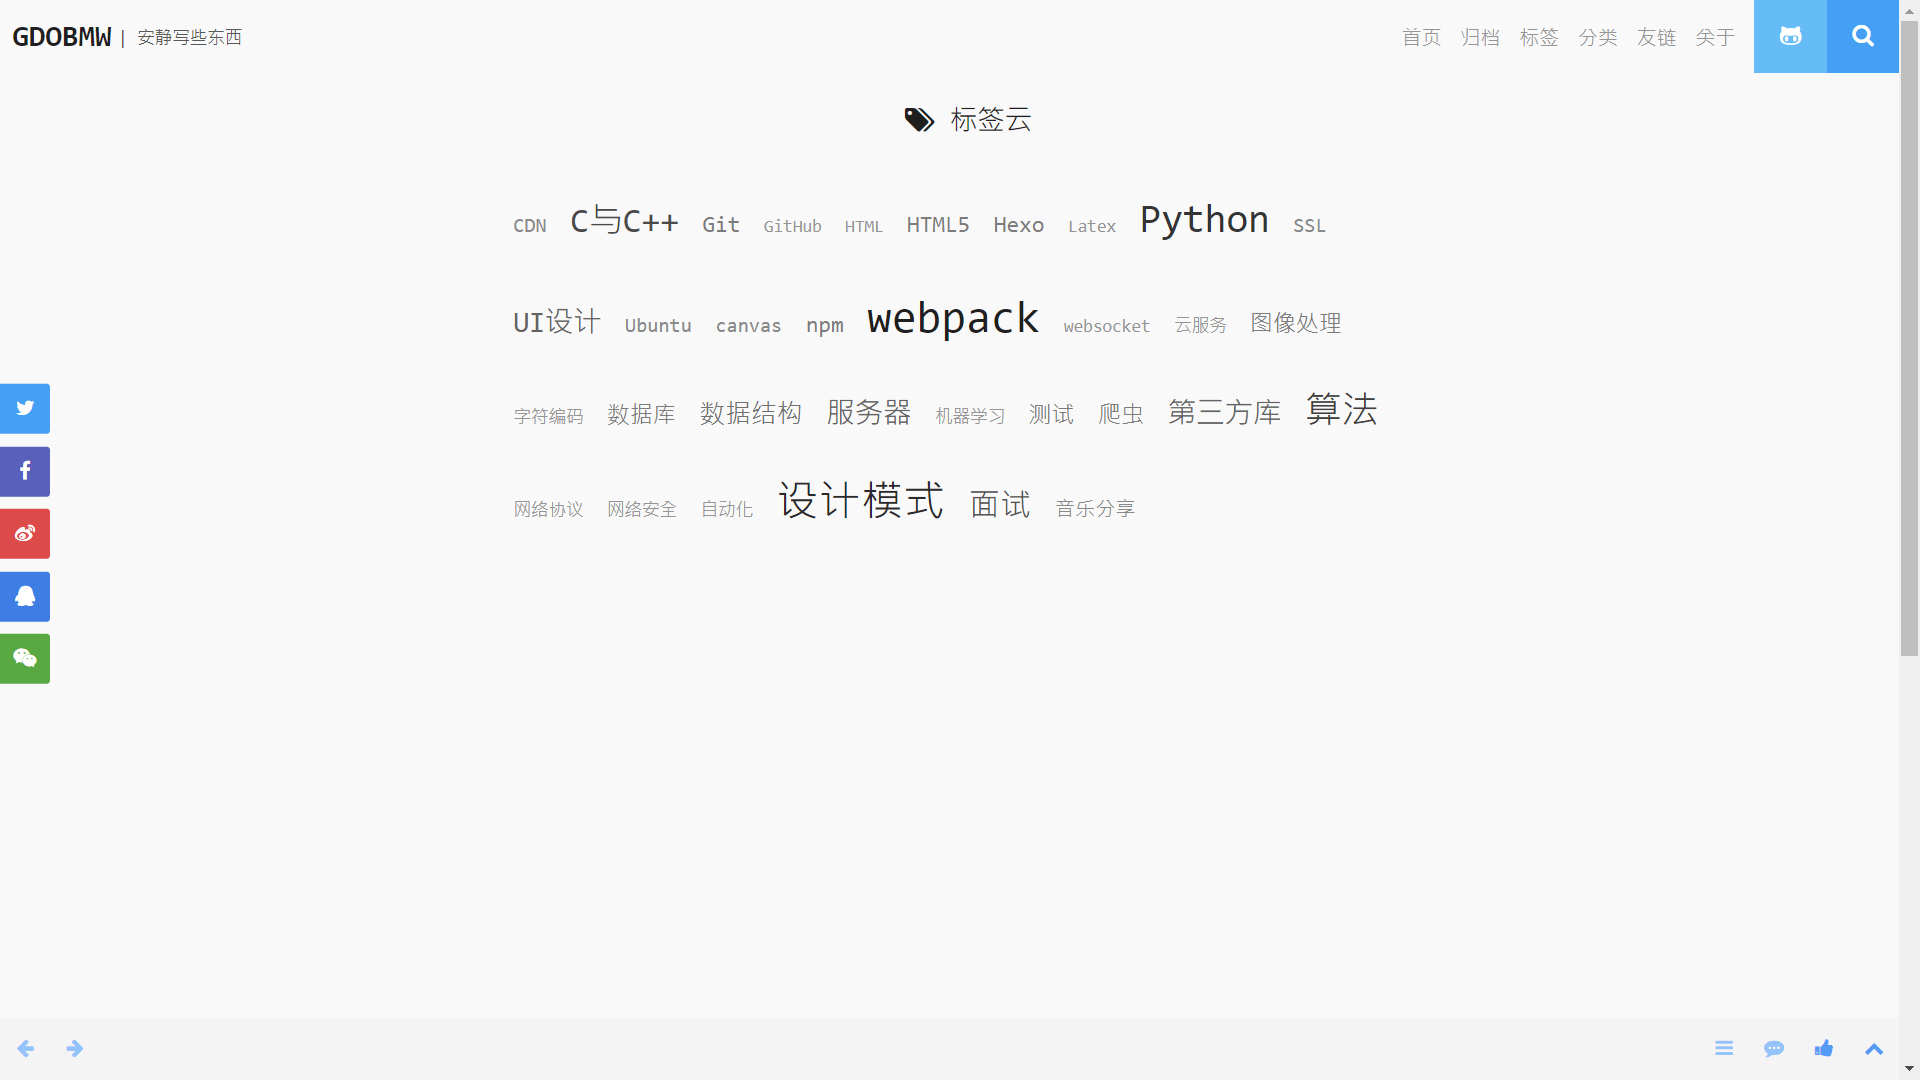 GDOBMW | 安静写些东西 首页 归档 标签 分类 友链 关于
标签云
CDN C与C++ Git GitHub HTML HTML5 Hexo Latex Python SSL
UI设计 Ubuntu canvas npm webpack websocket 云服务 图像处理
字符编码 数据库 数据结构 服务器 机器学习 测试 爬虫 第三方库 算法
网络协议 网络安全 自动化 设计模式 面试 音乐分享